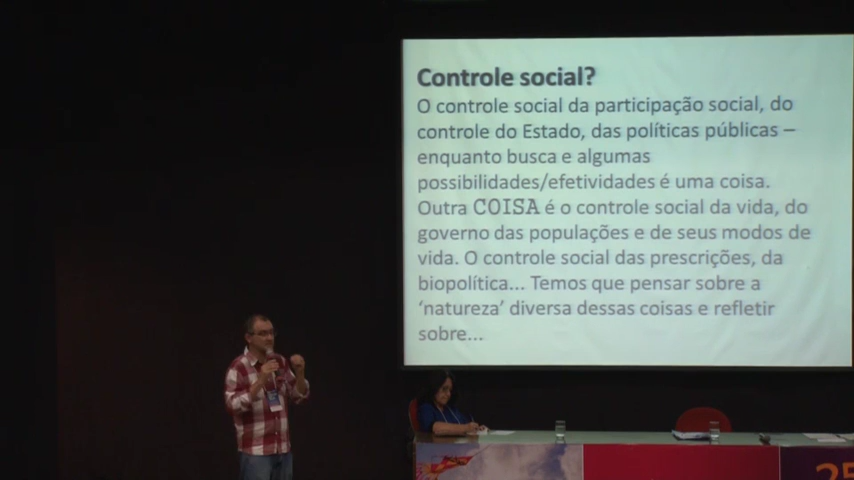 Controle social?
O controle social da participação social, do
controle do Estado, das políticas públicas –
enquanto busca e algumas
possibilidades/efetividades é uma coisa.
Outra COISA é o controle social da vida, do
governo das populações e de seus modos de
vida. O controle social das prescrições, da
biopolítica... Temos que pensar sobre a
‘natureza’ diversa dessas coisas e refletir
sobre...
25